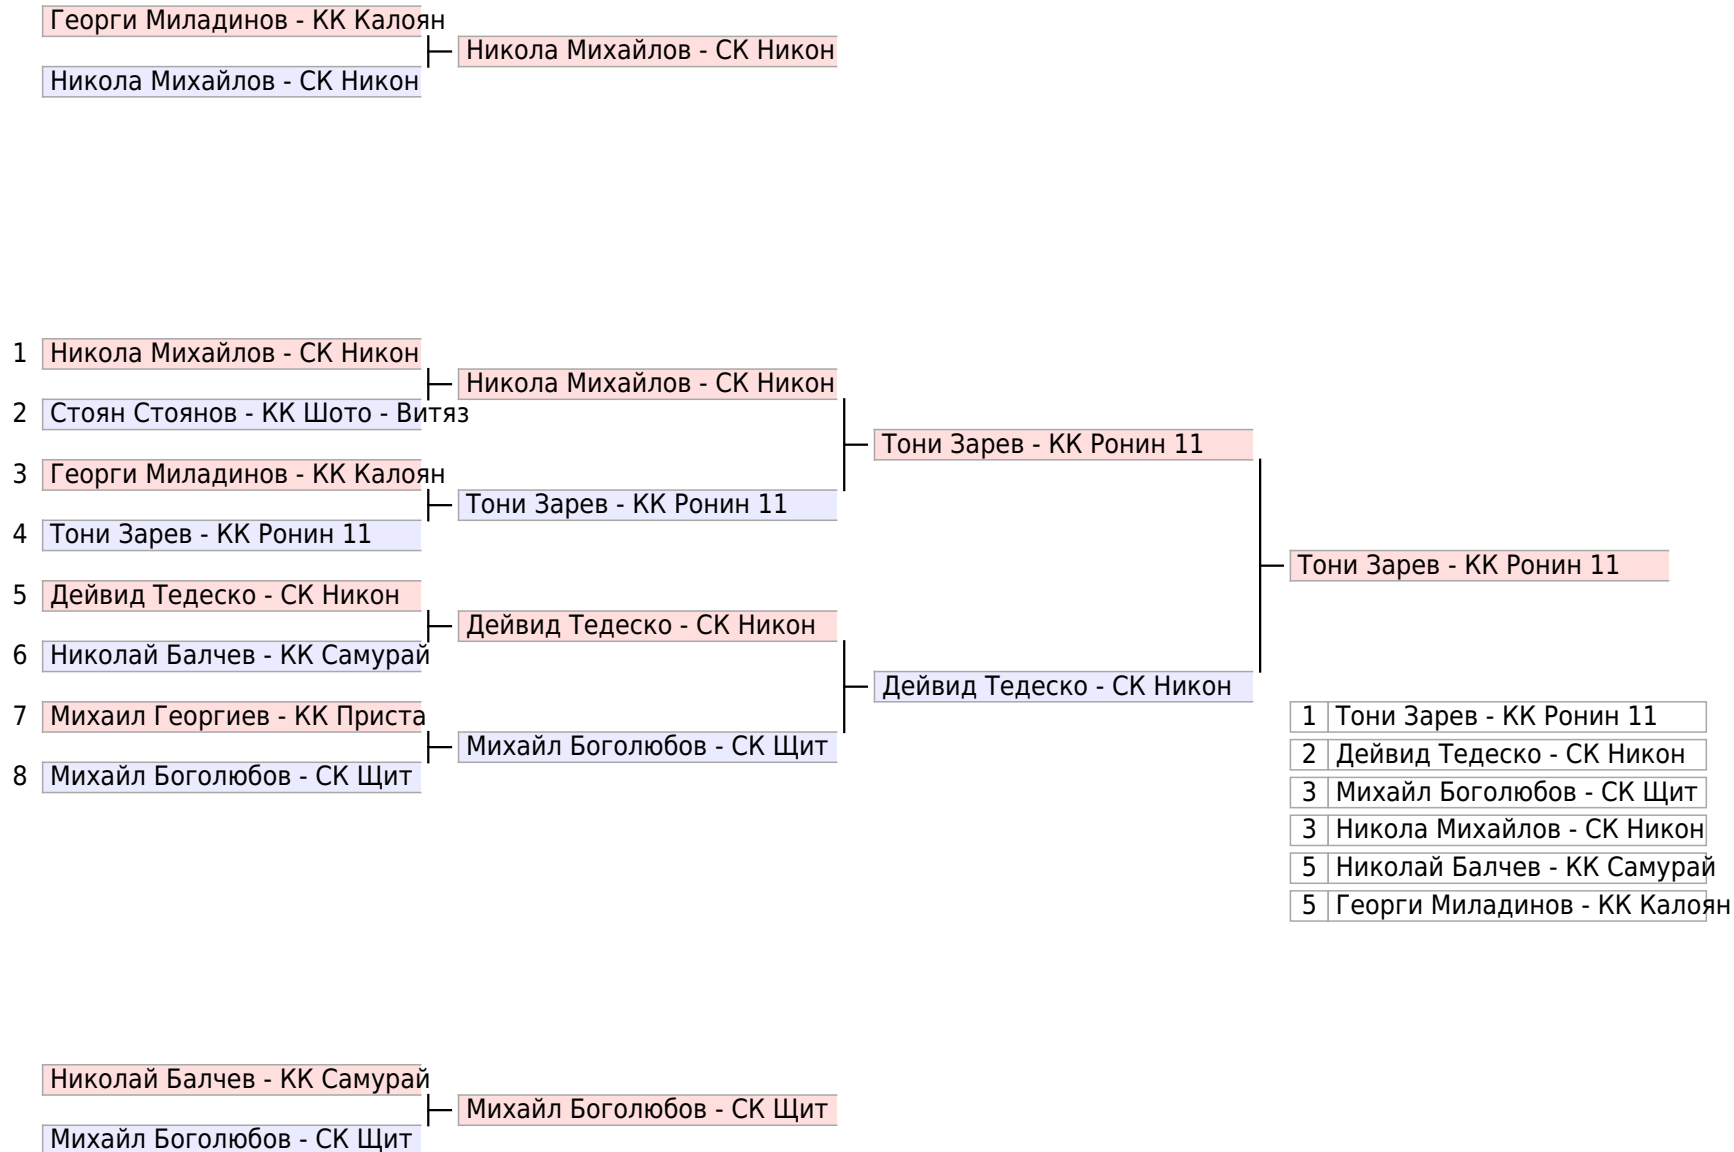 Георги Миладинов - КК Калоян
Никола Михайлов - СК Никон
Никола Михайлов - СК Никон
1 Никола Михайлов - СК Никон
Никола Михайлов - СК Никон
2 Стоян Стоянов - КК Шото - Витяз
Тони Зарев - КК Ронин 11
3 Георги Миладинов - КК Калоян
Тони Зарев - КК Ронин 11
4 Тони Зарев - КК Ронин 11
Тони Зарев - КК Ронин 11
5 Дейвид Тедеско - СК Никон
Дейвид Тедеско - СК Никон
6 Николай Балчев - КК Самурай
Дейвид Тедеско - СК Никон
7 Михаил Георгиев - КК Приста
Михайл Боголюбов - СК Щит
8 Михайл Боголюбов - СК Щит
1 Тони Зарев - КК Ронин 11
2 Дейвид Тедеско - СК Никон
3 Михайл Боголюбов - СК Щит
3 Никола Михайлов - СК Никон
5 Николай Балчев - КК Самурай
5 Георги Миладинов - КК Калоян
Николай Балчев - КК Самурай
Михайл Боголюбов - СК Щит
Михайл Боголюбов - СК Щит